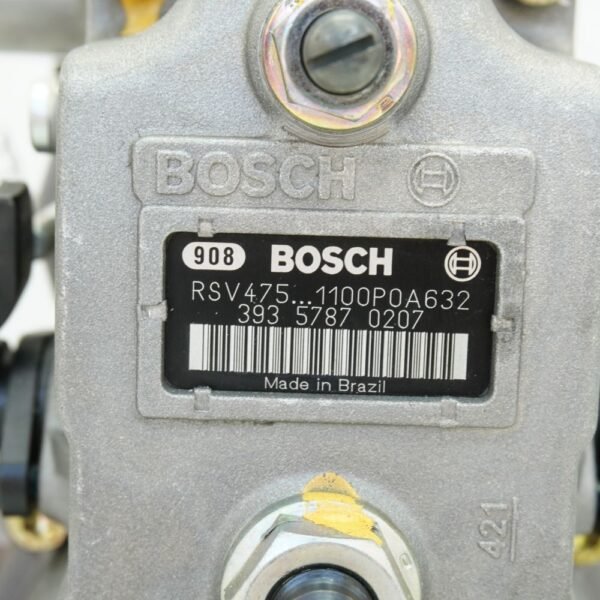 BOSCH
908 BOSCH
RSV475...1100P0A632
393 5787 0207
Made in Brazil
421